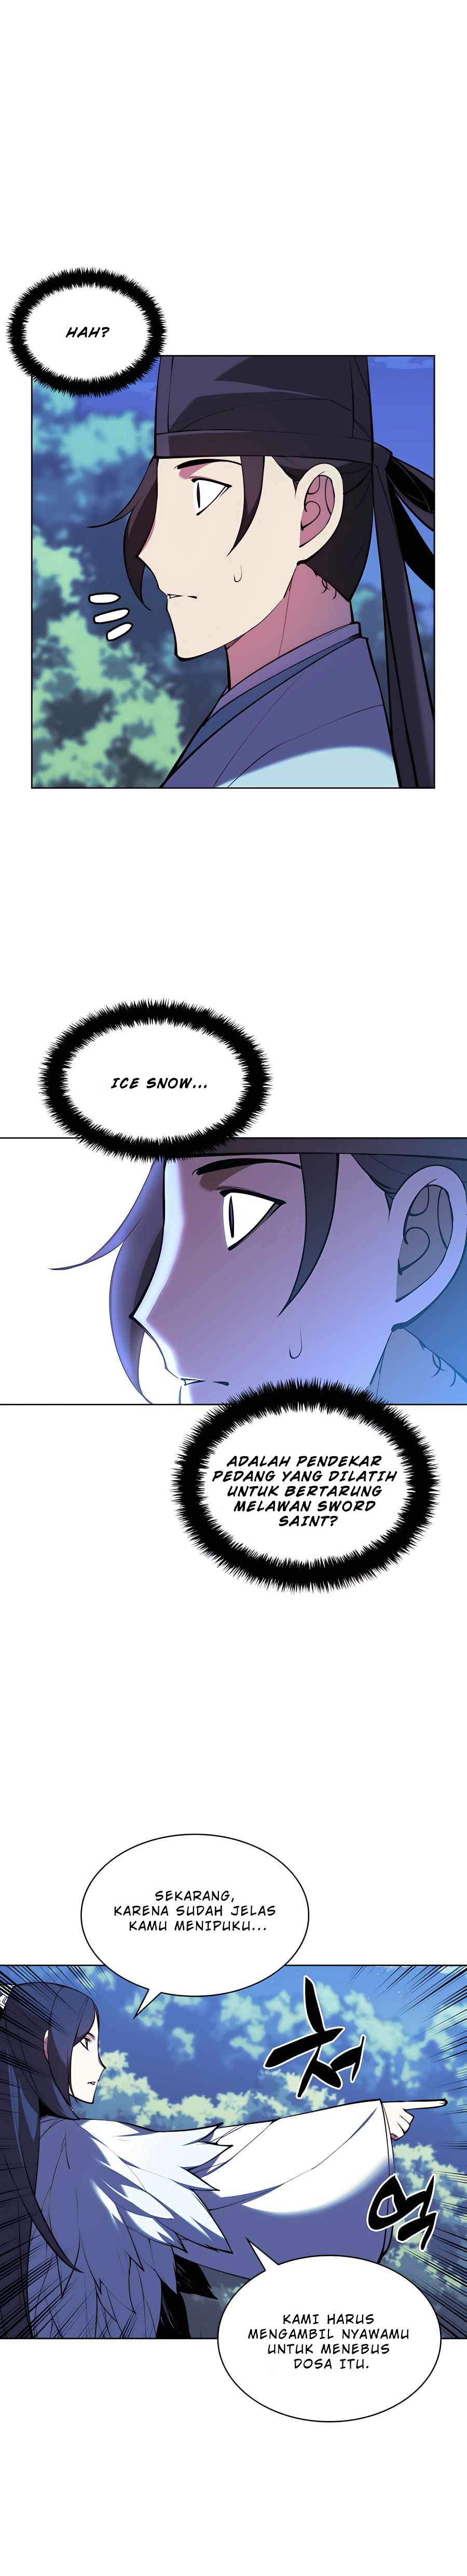 HAH?
ICE SNOW...
ADALAH PENDEKAR
PEDANG YANG DILATIH
UNTUK BERTARUNG
MELAWAN SWORD
SAINT?
SEKARANG,
KARENA SUDAH JELAS
KAMU MENIPUKU...
척
KAMI HARUS
MENGAMBIL NYAWAMU
UNTUK MENEBUS
DOSA ITU.